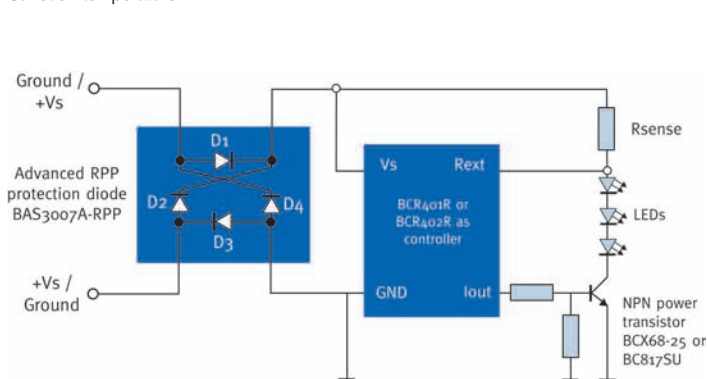 Ground /
+Vs
Advanced RPP
protection diode
BAS3007A-RPP
+Vs /
Ground
D1
D2
D4
D3
Vs
Rext
BCR401R or
BCR402R as
controller
GND
Iout
Rsense
LEDs
NPN power
transistor
BCX68-25 or
BC817SU